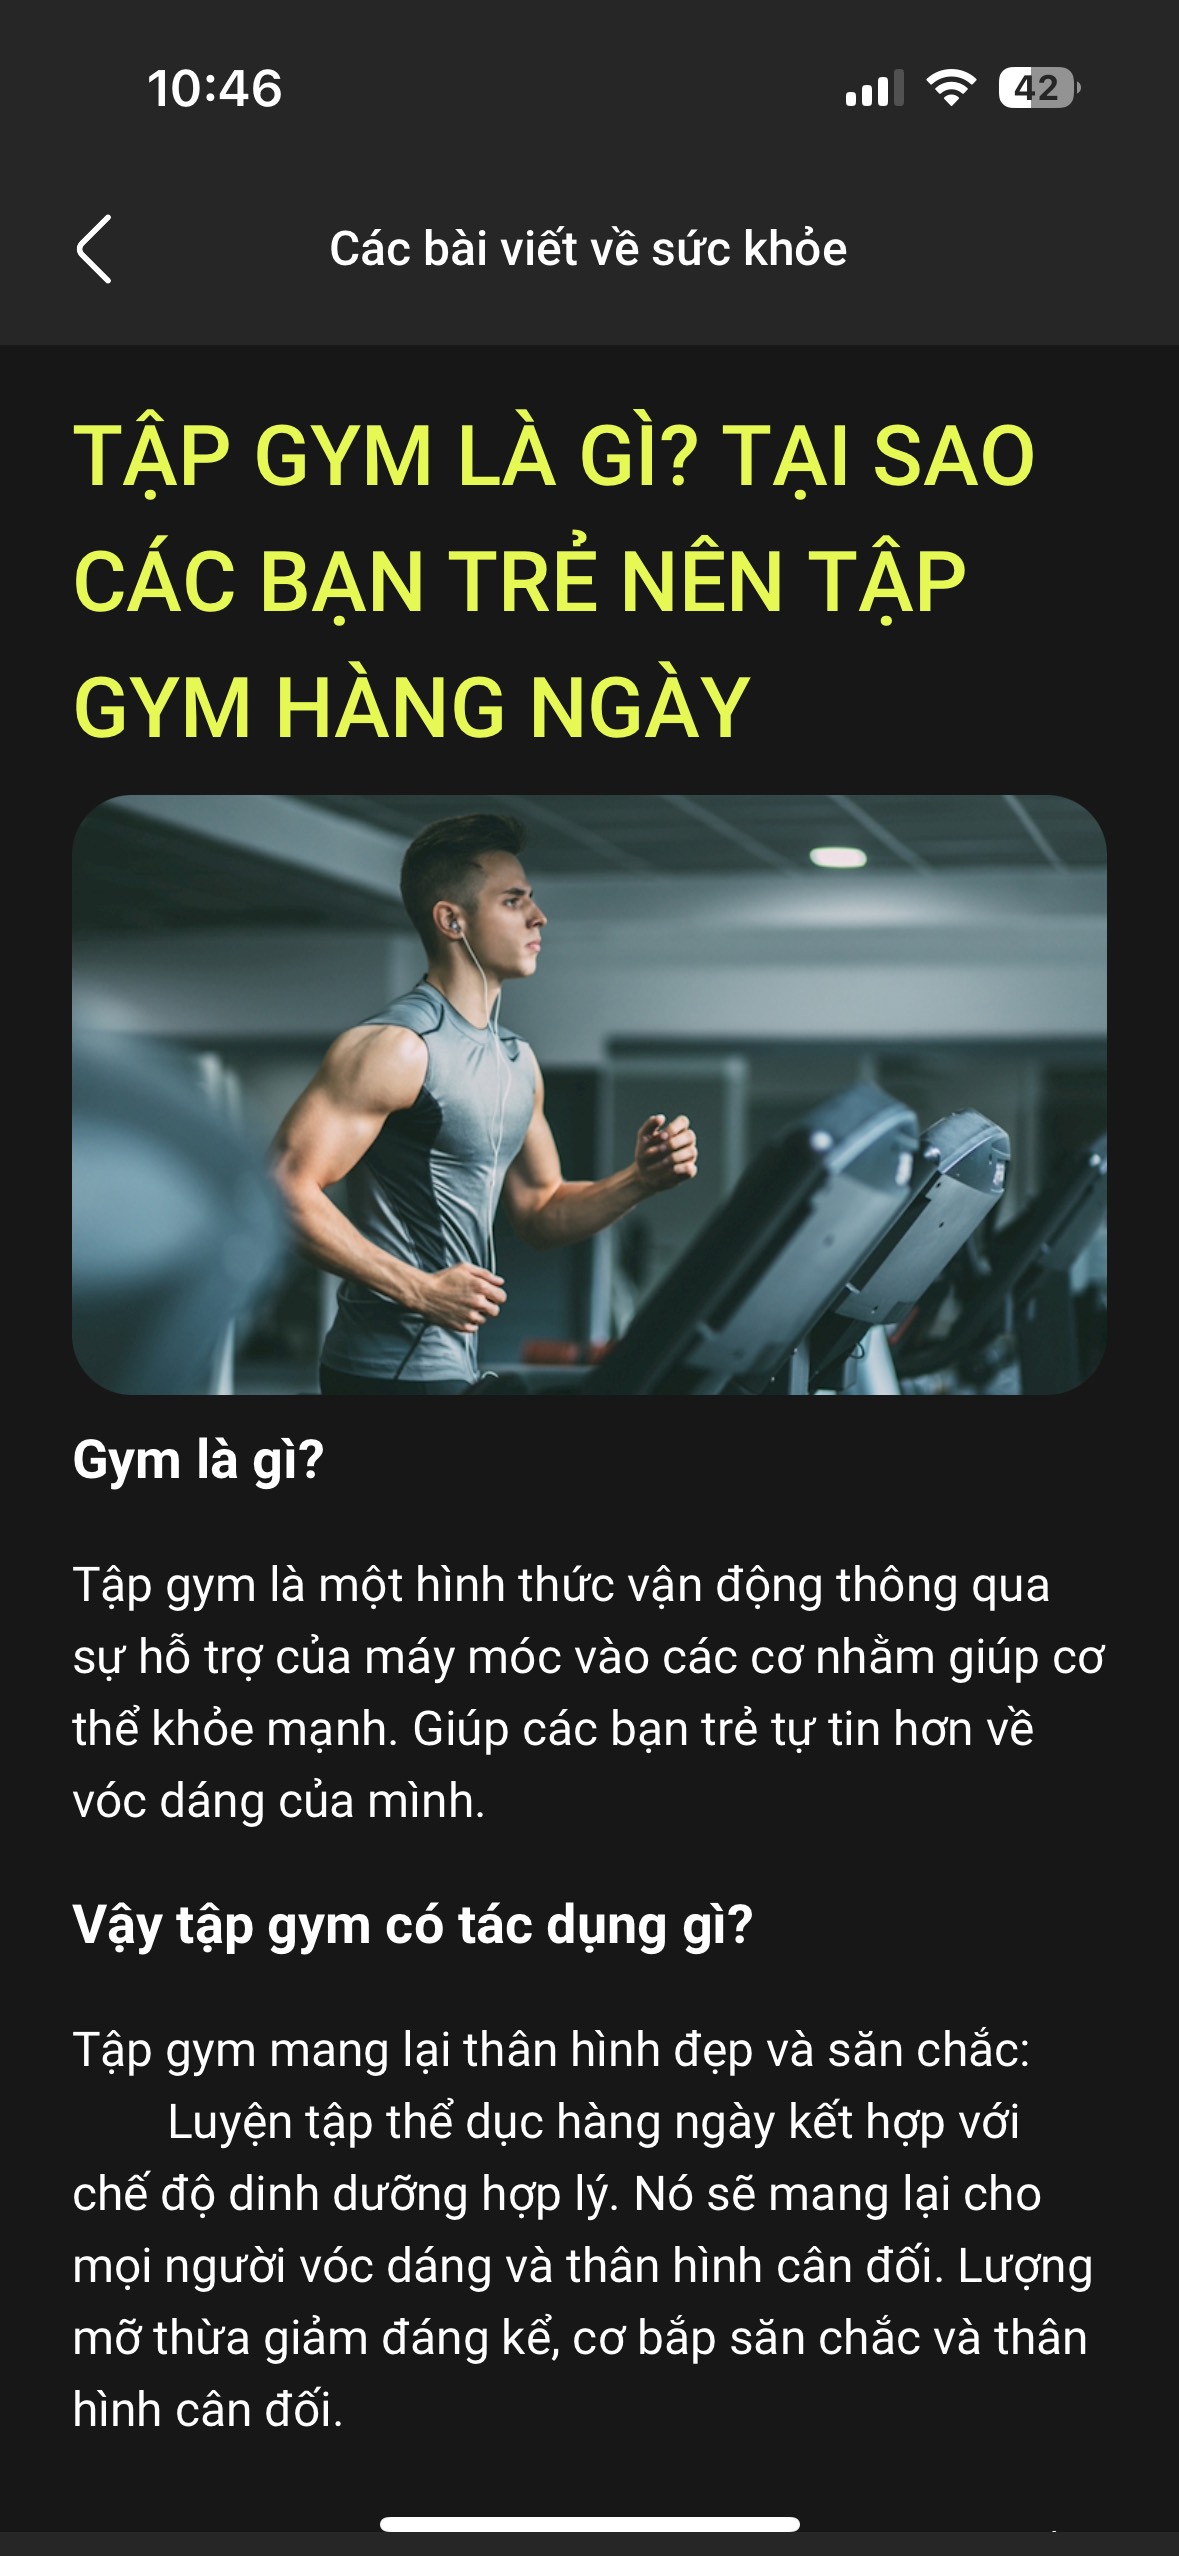 10:46
42
Các bài viết về sức khỏe
TẬP GYM LÀ GÌ? TẠI SAO
CÁC BẠN TRẺ NÊN TẬP
GYM HÀNG NGÀY
Gym là gì?
Tập gym là một hình thức vận động thông qua
sự hỗ trợ của máy móc vào các cơ nhằm giúp cơ
thể khỏe mạnh. Giúp các bạn trẻ tự tin hơn về
vóc dáng của mình.
Vậy tập gym có tác dụng gì?
Tập gym mang lại thân hình đẹp và săn chắc:
Luyện tập thể dục hàng ngày kết hợp với
chế độ dinh dưỡng hợp lý. Nó sẽ mang lại cho
mọi người vóc dáng và thân hình cân đối. Lượng
mỡ thừa giảm đáng kể, cơ bắp săn chắc và thân
hình cân đối.